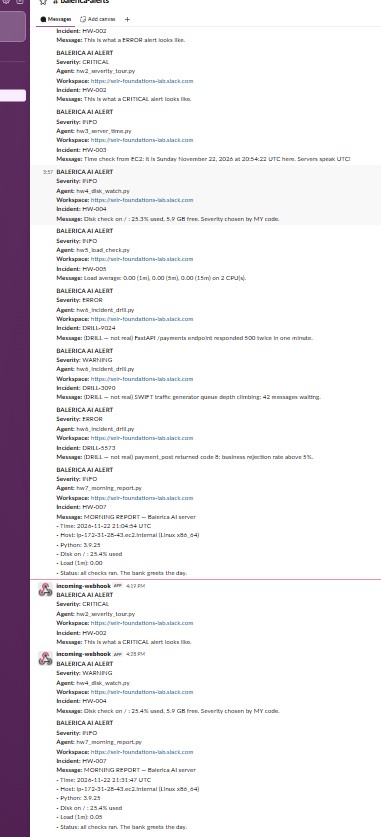 balerica-alerts
Messages Add canvas +
Incident: HW-002
Message: This is what a ERROR alert looks like.
BALERICA AI ALERT
Severity: CRITICAL
Agent: hw2_severity_tour.py
Workspace: https://seir-foundations-lab.slack.com
Incident: HW-002
Message: This is what a CRITICAL alert looks like.
BALERICA AI ALERT
Severity: INFO
Agent: hw3_server_time.py
Workspace: https://seir-foundations-lab.slack.com
Incident: HW-003
Message: Time check from EC2: it is Sunday November 22, 2026 at 20:54:22 UTC here. Servers speak UTC!
3:57 BALERICA AI ALERT
Severity: INFO
Agent: hw4_disk_watch.py
Workspace: https://seir-foundations-lab.slack.com
Incident: HW-004
Message: Disk check on / : 25.3% used, 5.9 GB free. Severity chosen by MY code.
BALERICA AI ALERT
Severity: INFO
Agent: hw5_load_check.py
Workspace: https://seir-foundations-lab.slack.com
Incident: HW-005
Message: Load average: 0.00 (1m), 0.00 (5m), 0.00 (15m) on 2 CPU(s).
BALERICA AI ALERT
Severity: ERROR
Agent: hw6_incident_drill.py
Workspace: https://seir-foundations-lab.slack.com
Incident: DRILL-9024
Message: (DRILL — not real) FastAPI /payments endpoint responded 500 twice in one minute.
BALERICA AI ALERT
Severity: WARNING
Agent: hw6_incident_drill.py
Workspace: https://seir-foundations-lab.slack.com
Incident: DRILL-3090
Message: (DRILL — not real) SWIFT traffic generator queue depth climbing: 42 messages waiting.
BALERICA AI ALERT
Severity: ERROR
Agent: hw6_incident_drill.py
Workspace: https://seir-foundations-lab.slack.com
Incident: DRILL-5573
Message: (DRILL — not real) payment_post returned code 8; business rejection rate above 5%.
BALERICA AI ALERT
Severity: INFO
Agent: hw7_morning_report.py
Workspace: https://seir-foundations-lab.slack.com
Incident: HW-007
Message: MORNING REPORT — Balerica AI server
• Time: 2026-11-22 21:04:54 UTC
• Host: ip-172-31-28-43.ec2.internal (Linux x86_64)
• Python: 3.9.25
• Disk on / : 25.4% used
• Load (1m): 0.00
• Status: all checks ran. The bank greets the day.
incoming-webhook APP 4:19 PM
BALERICA AI ALERT
Severity: CRITICAL
Agent: hw2_severity_tour.py
Workspace: https://seir-foundations-lab.slack.com
Incident: HW-002
Message: This is what a CRITICAL alert looks like.
incoming-webhook APP 4:28 PM
BALERICA AI ALERT
Severity: WARNING
Agent: hw4_disk_watch.py
Workspace: https://seir-foundations-lab.slack.com
Incident: HW-004
Message: Disk check on / : 25.4% used, 5.9 GB free. Severity chosen by MY code.
BALERICA AI ALERT
Severity: INFO
Agent: hw7_morning_report.py
Workspace: https://seir-foundations-lab.slack.com
Incident: HW-007
Message: MORNING REPORT — Balerica AI server
• Time: 2026-11-22 21:31:47 UTC
• Host: ip-172-31-28-43.ec2.internal (Linux x86_64)
• Python: 3.9.25
• Disk on / : 25.4% used
• Load (1m): 0.05
• Status: all checks ran. The bank greets the day.